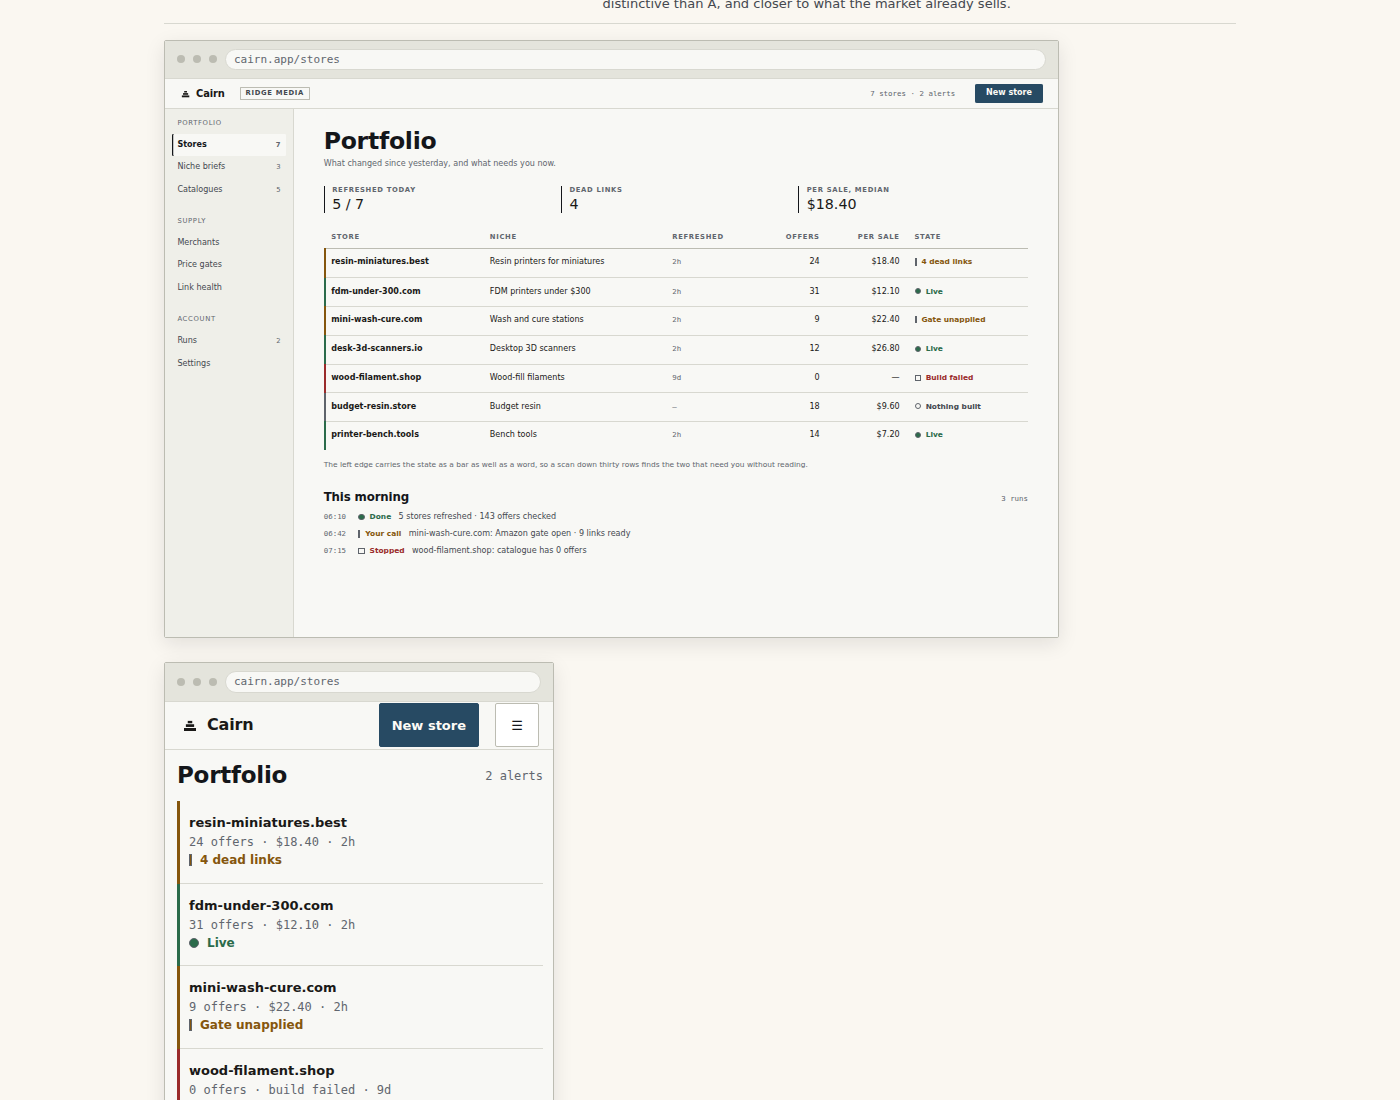 distinctive than A, and closer to what the market already sells.
cairn.app/stores
Cairn RIDGE MEDIA 7 stores · 2 alerts New store
PORTFOLIO
Stores 7
Niche briefs 3
Catalogues 5
SUPPLY
Merchants
Price gates
Link health
ACCOUNT
Runs 2
Settings
Portfolio
What changed since yesterday, and what needs you now.
REFRESHED TODAY
5 / 7
DEAD LINKS
4
PER SALE, MEDIAN
$18.40
STORE NICHE REFRESHED OFFERS PER SALE STATE
resin-miniatures.best Resin printers for miniatures 2h 24 $18.40 4 dead links
fdm-under-300.com FDM printers under $300 2h 31 $12.10 Live
mini-wash-cure.com Wash and cure stations 2h 9 $22.40 Gate unapplied
desk-3d-scanners.io Desktop 3D scanners 2h 12 $26.80 Live
wood-filament.shop Wood-fill filaments 9d 0 — Build failed
budget-resin.store Budget resin — 18 $9.60 Nothing built
printer-bench.tools Bench tools 2h 14 $7.20 Live
The left edge carries the state as a bar as well as a word, so a scan down thirty rows finds the two that need you without reading.
This morning 3 runs
06:10 Done 5 stores refreshed · 143 offers checked
06:42 Your call mini-wash-cure.com: Amazon gate open · 9 links ready
07:15 Stopped wood-filament.shop: catalogue has 0 offers
cairn.app/stores
Cairn New store ☰
Portfolio 2 alerts
resin-miniatures.best
24 offers · $18.40 · 2h
4 dead links
fdm-under-300.com
31 offers · $12.10 · 2h
Live
mini-wash-cure.com
9 offers · $22.40 · 2h
Gate unapplied
wood-filament.shop
0 offers · build failed · 9d